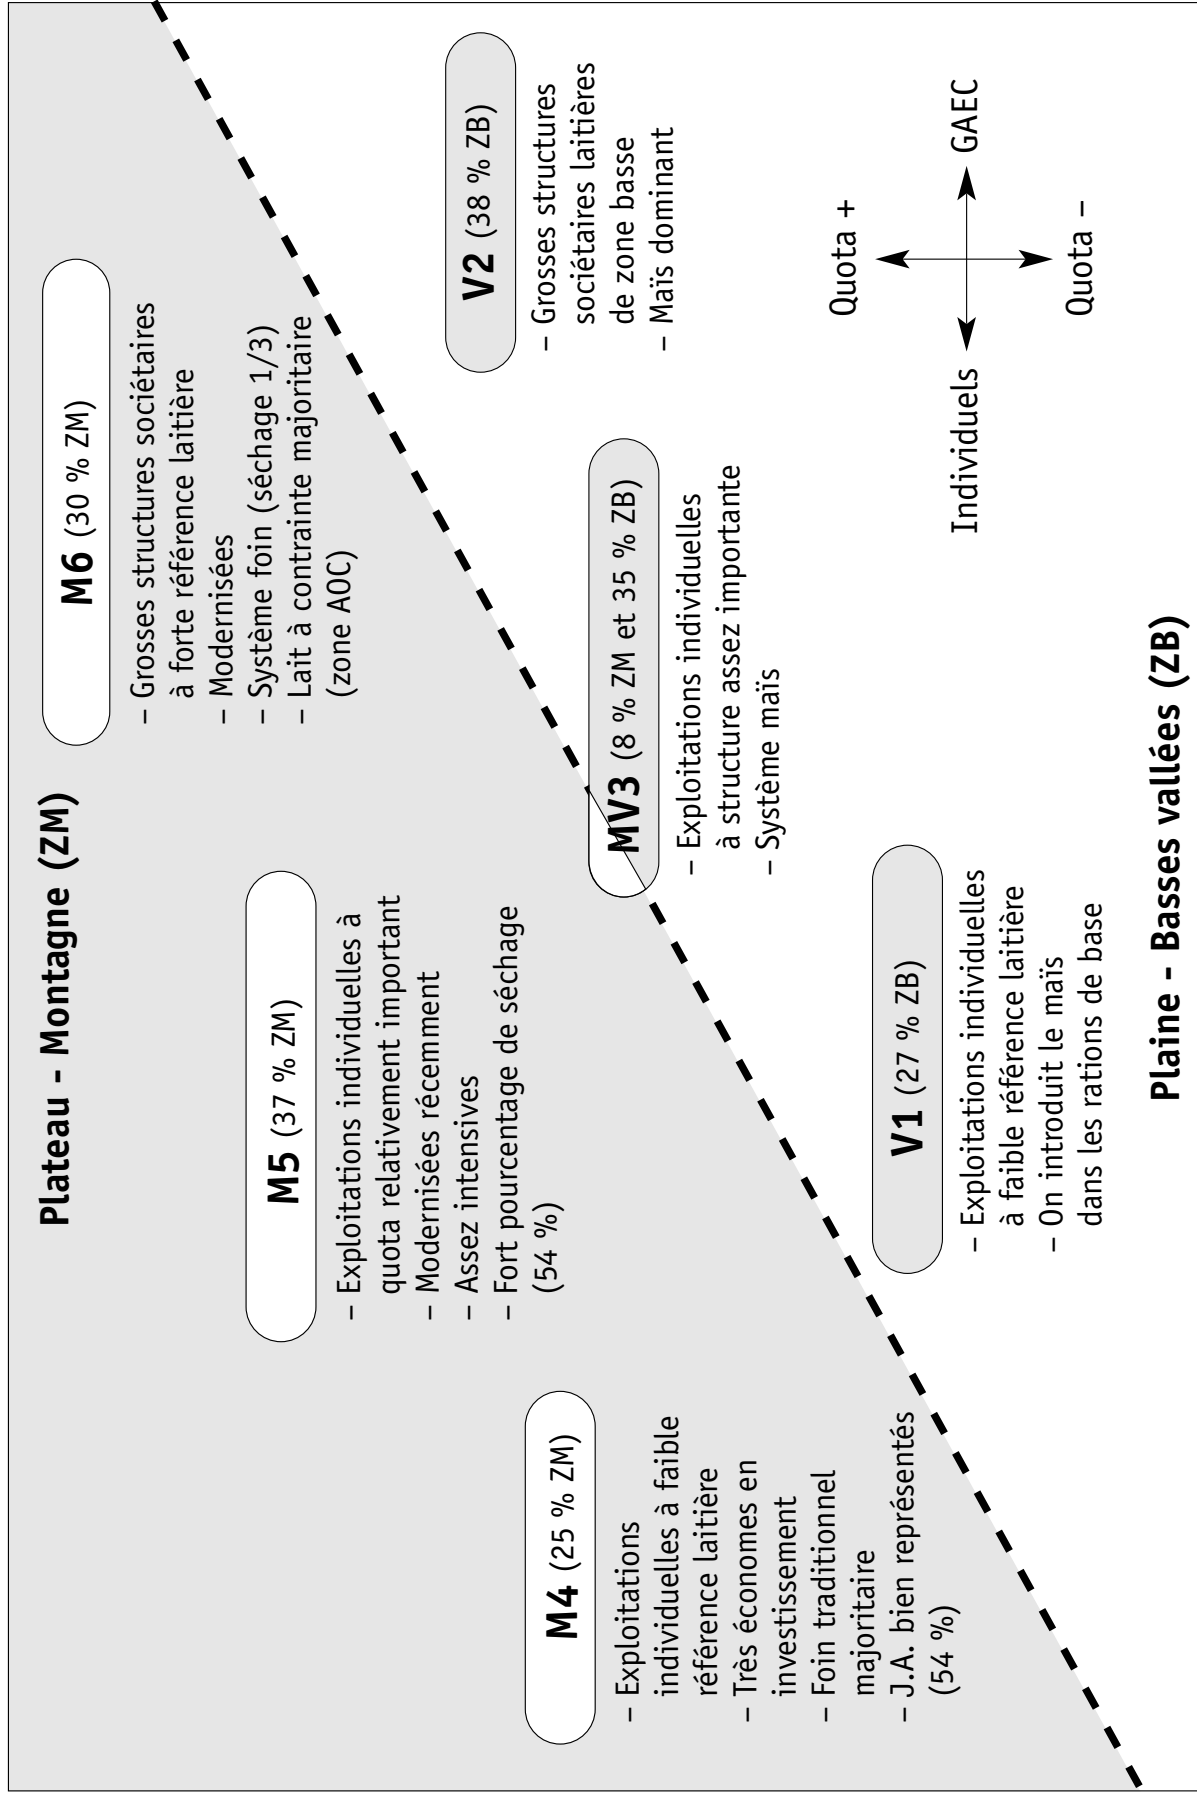 Plateau - Montagne (ZM)
M6 (30 % ZM)
– Grosses structures sociétaires
à forte référence laitière
– Modernisées
– Système foin (séchage 1/3)
– Lait à contrainte majoritaire
(zone AOC)
M5 (37 % ZM)
– Exploitations individuelles à
quota relativement important
– Modernisées récemment
– Assez intensives
– Fort pourcentage de séchage
(54 %)
M4 (25 % ZM)
– Exploitations
individuelles à faible
référence laitière
– Très économes en
investissement
– Foin traditionnel
majoritaire
– J.A. bien représentés
(54 %)
V2 (38 % ZB)
– Grosses structures
sociétaires laitières
de zone basse
– Maïs dominant
MV3 (8 % ZM et 35 % ZB)
– Exploitations individuelles
à structure assez importante
– Système maïs
V1 (27 % ZB)
– Exploitations individuelles
à faible référence laitière
– On introduit le maïs
dans les rations de base
Quota +
Individuels
GAEC
Quota –
Plaine - Basses vallées (ZB)